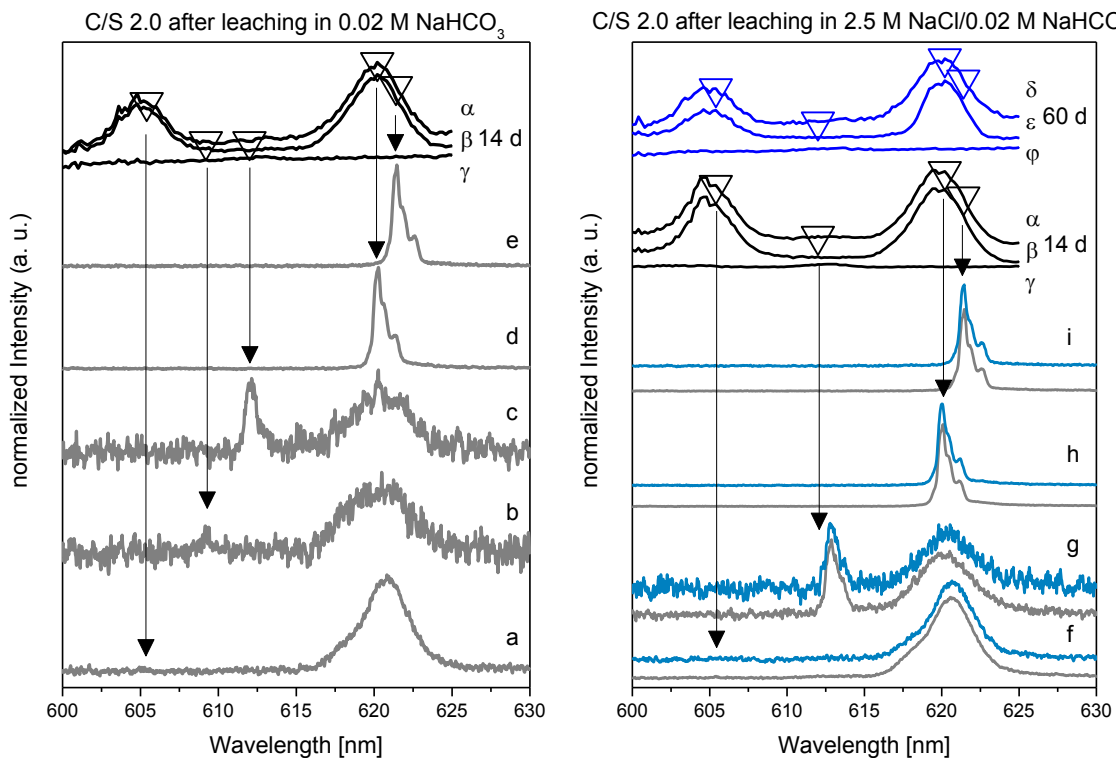 C/S 2.0 after leaching in 0.02 M NaHCO₃
normalized Intensity (a. u.)
α
β 14 d
γ
e
d
c
b
a
600 605 610 615 620 625 630
Wavelength [nm]
C/S 2.0 after leaching in 2.5 M NaCl/0.02 M NaHCO
normalized Intensity (a. u.)
δ
ε 60 d
φ
α
β 14 d
γ
i
h
g
f
600 605 610 615 620 625 630
Wavelength [nm]